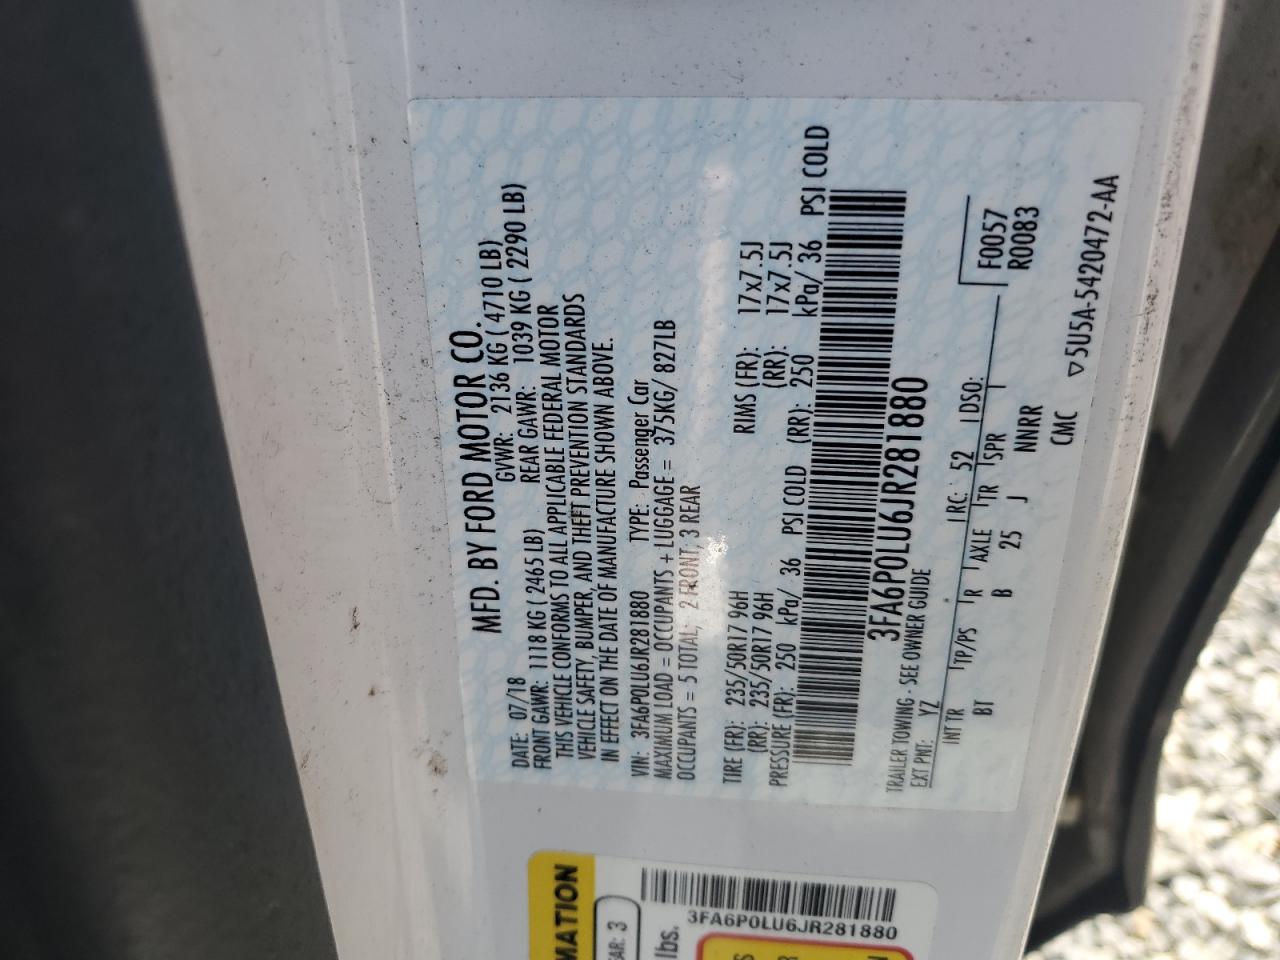 MFD. BY FORD MOTOR CO.
DATE: 07/18 GVWR: 2136 KG ( 4710 LB)
FRONT GAWR: 1118 KG ( 2465 LB) REAR GAWR: 1039 KG ( 2290 LB)
THIS VEHICLE CONFORMS TO ALL APPLICABLE FEDERAL MOTOR
VEHICLE SAFETY, BUMPER, AND THEFT PREVENTION STANDARDS
IN EFFECT ON THE DATE OF MANUFACTURE SHOWN ABOVE.
VIN: 3FA6P0LU6JR281880 TYPE: Passenger Car
MAXIMUM LOAD = OCCUPANTS + LUGGAGE = 375KG/ 827LB
OCCUPANTS = 5 TOTAL; 2 FRONT, 3 REAR
TIRE (FR): 235/50R17 96H RIMS (FR): 17x7.5J
(RR): 235/50R17 96H (RR): 17x7.5J
PRESSURE (FR): 250 kPa/ 36 PSI COLD (RR): 250 kPa/ 36 PSI COLD
3FA6P0LU6JR281880
TRAILER TOWING - SEE OWNER GUIDE
EXT PNT: YZ RC: 52 DSO:
F0057
R0083
INT TR TP/PS R AXLE TR SPR
BT B 25 J NNRR
CMC ▽5U5A-5420472-AA
MATION
AR: 3
lbs.
3FA6P0LU6JR281880